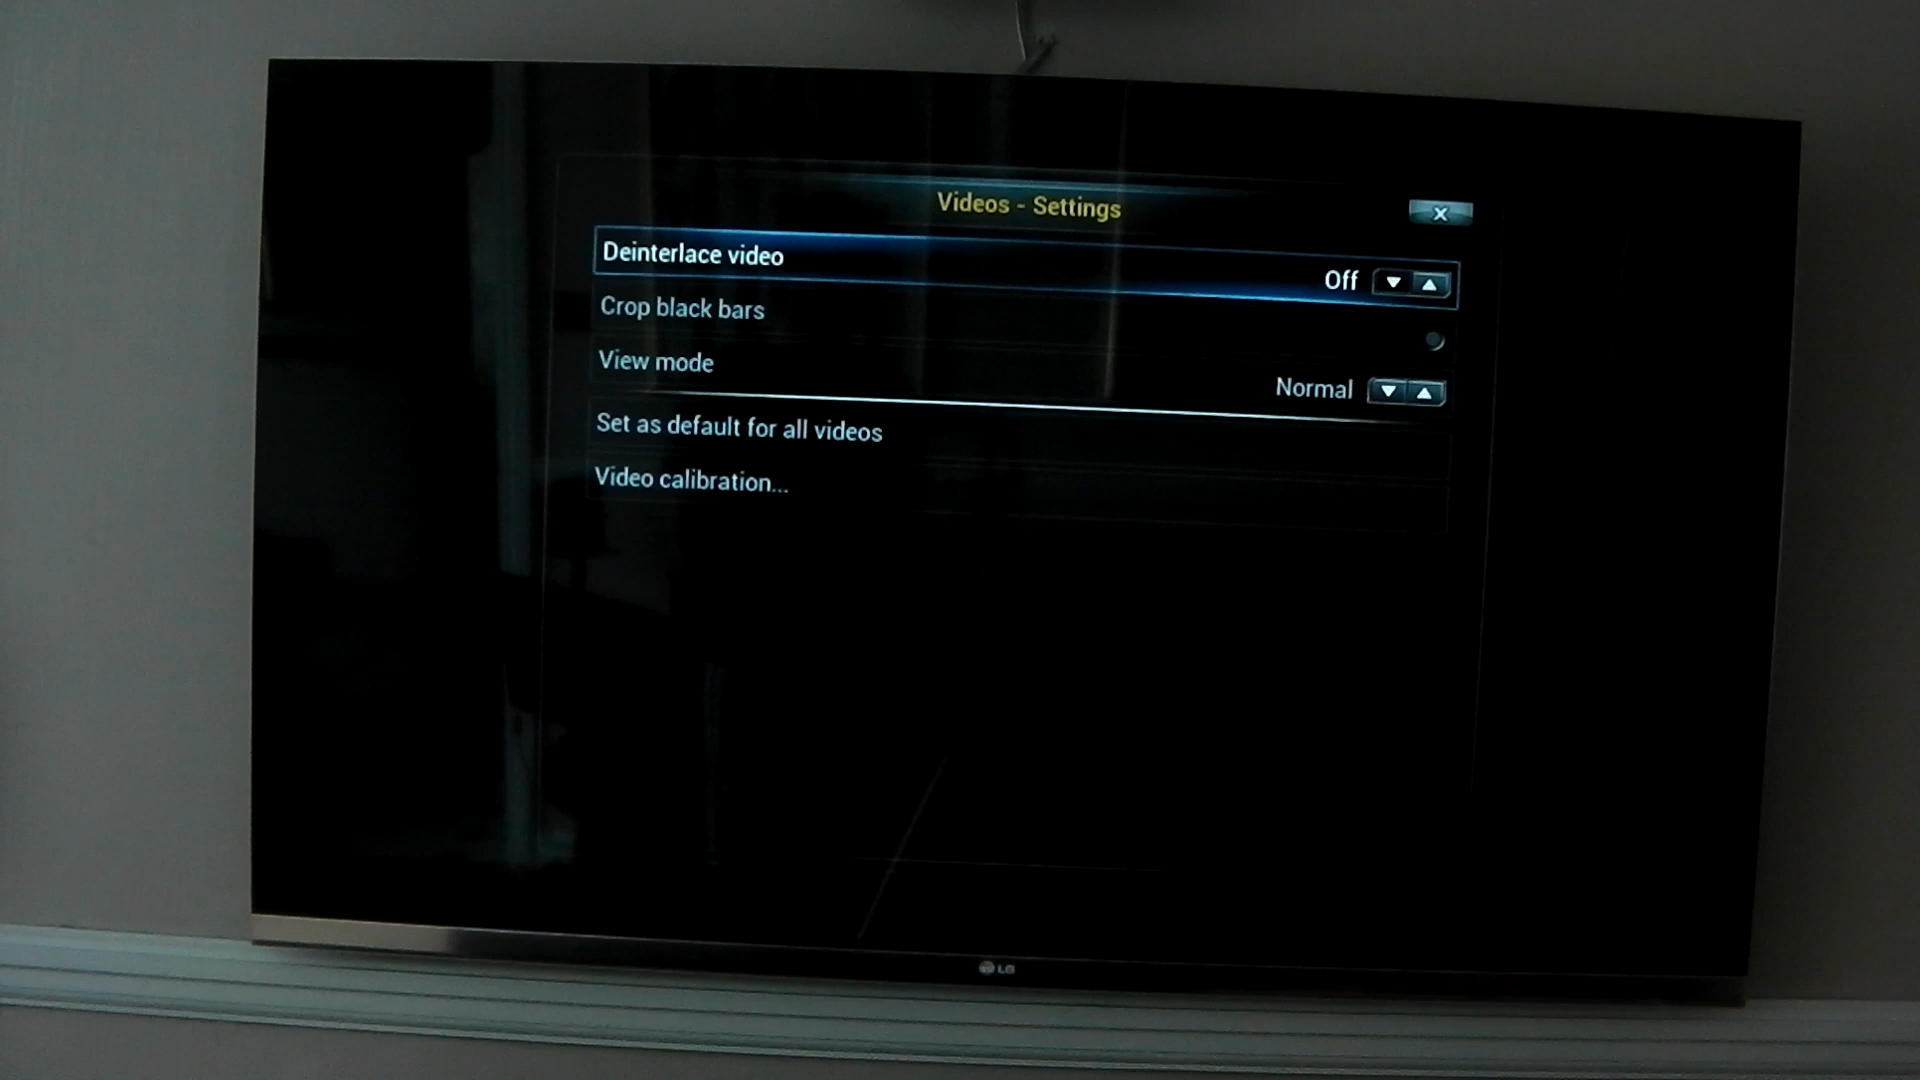 Videos - Settings
X
Deinterlace video
Off
Crop black bars
View mode
Normal
Set as default for all videos
Video calibration...
LG